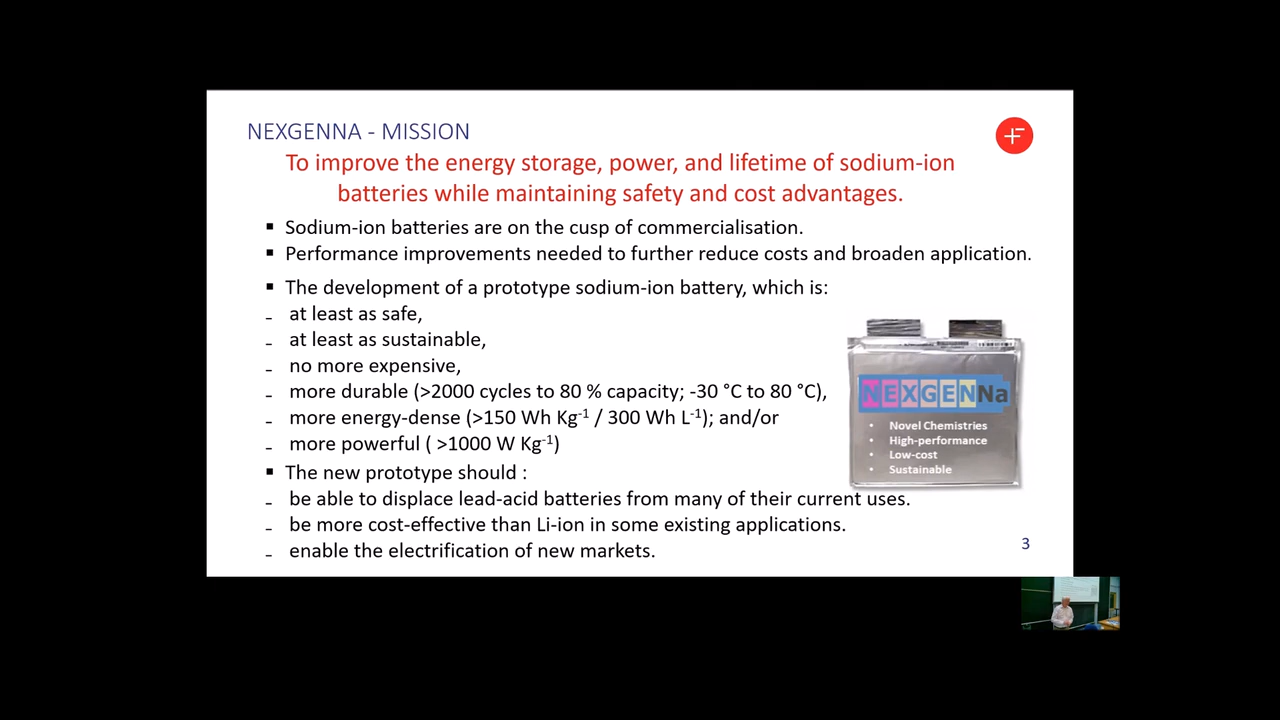 NEXGENNA - MISSION
To improve the energy storage, power, and lifetime of sodium-ion
batteries while maintaining safety and cost advantages.
▪ Sodium-ion batteries are on the cusp of commercialisation.
▪ Performance improvements needed to further reduce costs and broaden application.
▪ The development of a prototype sodium-ion battery, which is:
- at least as safe,
- at least as sustainable,
- no more expensive,
- more durable (>2000 cycles to 80 % capacity; -30 °C to 80 °C),
- more energy-dense (>150 Wh Kg⁻¹ / 300 Wh L⁻¹); and/or
- more powerful ( >1000 W Kg⁻¹)
▪ The new prototype should :
- be able to displace lead-acid batteries from many of their current uses.
- be more cost-effective than Li-ion in some existing applications.
- enable the electrification of new markets.
NEXGENNa
• Novel Chemistries
• High-performance
• Low-cost
• Sustainable
3